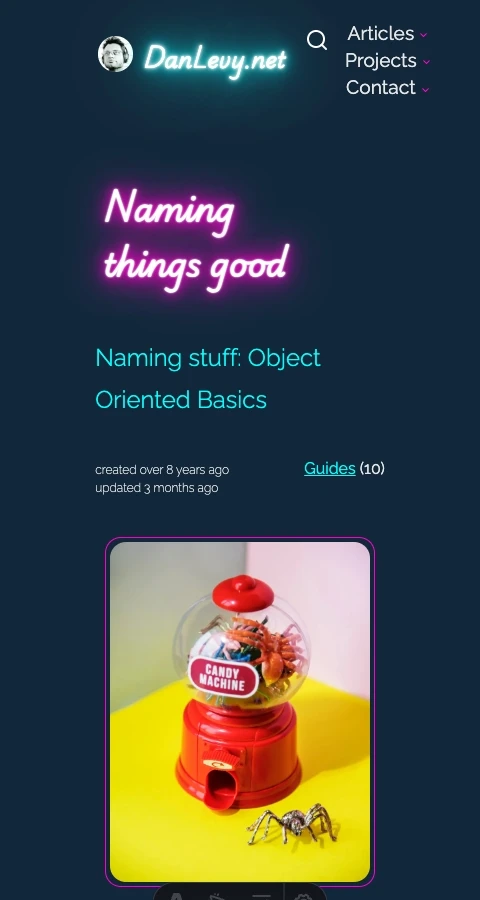 DanLevy.net
Articles
Projects
Contact
Naming
things good
Naming stuff: Object
Oriented Basics
created over 8 years ago
updated 3 months ago
Guides (10)
CANDY
MACHINE